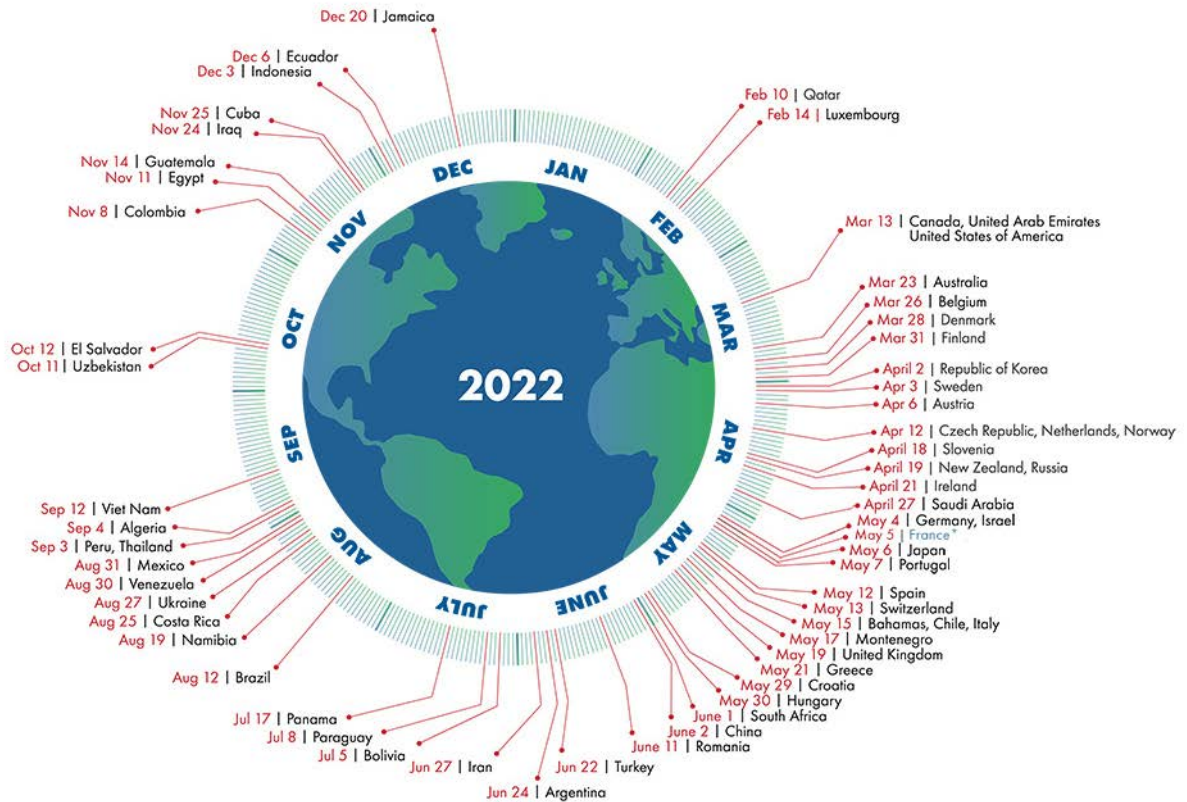 Dec 20 | Jamaica
Dec 6 | Ecuador
Dec 3 | Indonesia
Nov 25 | Cuba
Nov 24 | Iraq
Nov 14 | Guatemala
Nov 11 | Egypt
Nov 8 | Colombia
Oct 12 | El Salvador
Oct 11 | Uzbekistan
Sep 12 | Viet Nam
Sep 4 | Algeria
Sep 3 | Peru, Thailand
Aug 31 | Mexico
Aug 30 | Venezuela
Aug 27 | Ukraine
Aug 25 | Costa Rica
Aug 19 | Namibia
Aug 12 | Brazil
Jul 17 | Panama
Jul 8 | Paraguay
Jul 5 | Bolivia
Jun 27 | Iran
Jun 24 | Argentina
Jun 22 | Turkey
Feb 10 | Qatar
Feb 14 | Luxembourg
Mar 13 | Canada, United Arab Emirates
United States of America
Mar 23 | Australia
Mar 26 | Belgium
Mar 28 | Denmark
Mar 31 | Finland
April 2 | Republic of Korea
Apr 3 | Sweden
Apr 6 | Austria
Apr 12 | Czech Republic, Netherlands, Norway
April 18 | Slovenia
April 19 | New Zealand, Russia
April 21 | Ireland
April 27 | Saudi Arabia
May 4 | Germany, Israel
May 5 | France+
May 6 | Japan
May 7 | Portugal
May 12 | Spain
May 13 | Switzerland
May 15 | Bahamas, Chile, Italy
May 17 | Montenegro
May 19 | United Kingdom
May 21 | Greece
May 29 | Croatia
May 30 | Hungary
June 1 | South Africa
June 2 | China
June 11 | Romania
JAN
FEB
MAR
APR
MAY
JUNE
JULY
AUG
SEP
OCT
NOV
DEC
2022